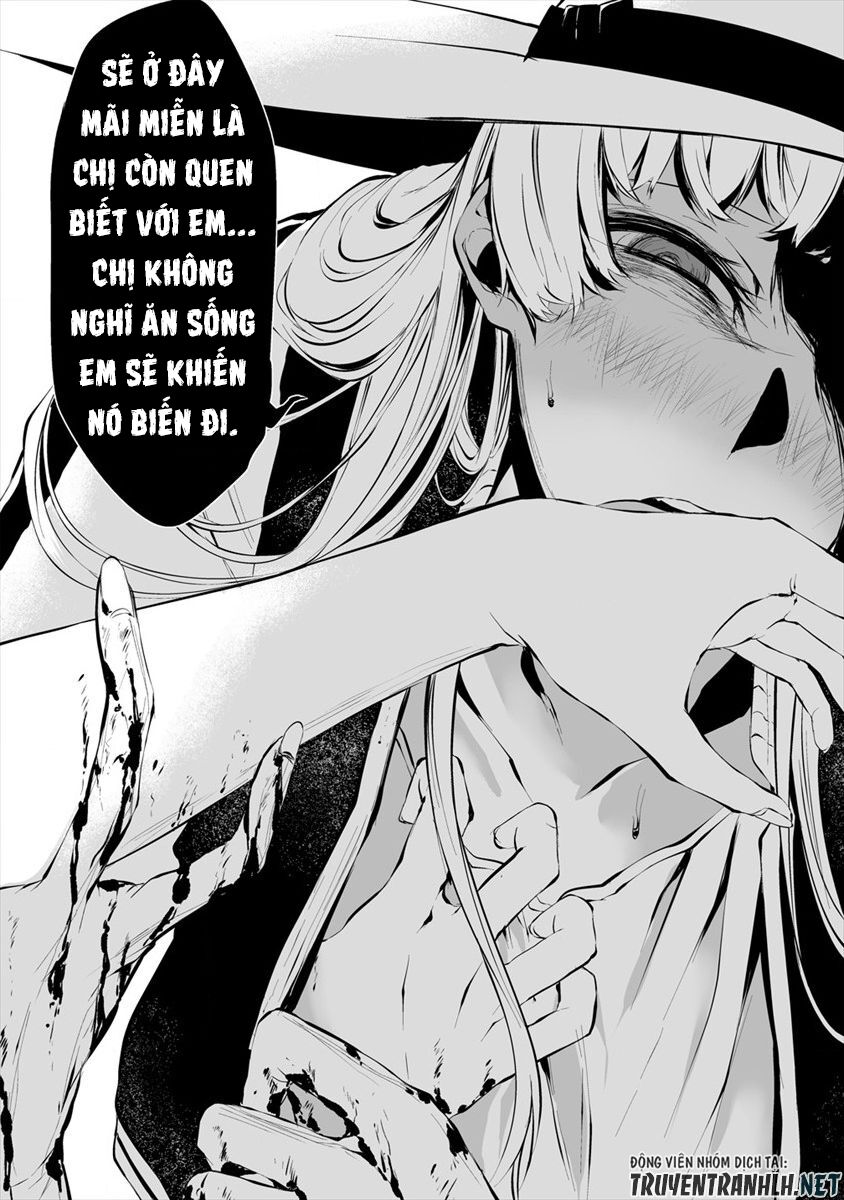 SẼ Ở ĐÂY
MÃI MIỄN LÀ
CHỊ CÒN QUEN
BIẾT VỚI EM...
CHỊ KHÔNG
NGHĨ ĂN SỐNG
EM SẼ KHIẾN
NÓ BIẾN ĐI.
ĐỘNG VIÊN NHÓM DỊCH TẠI:
TRUYENTRANHLH.NET